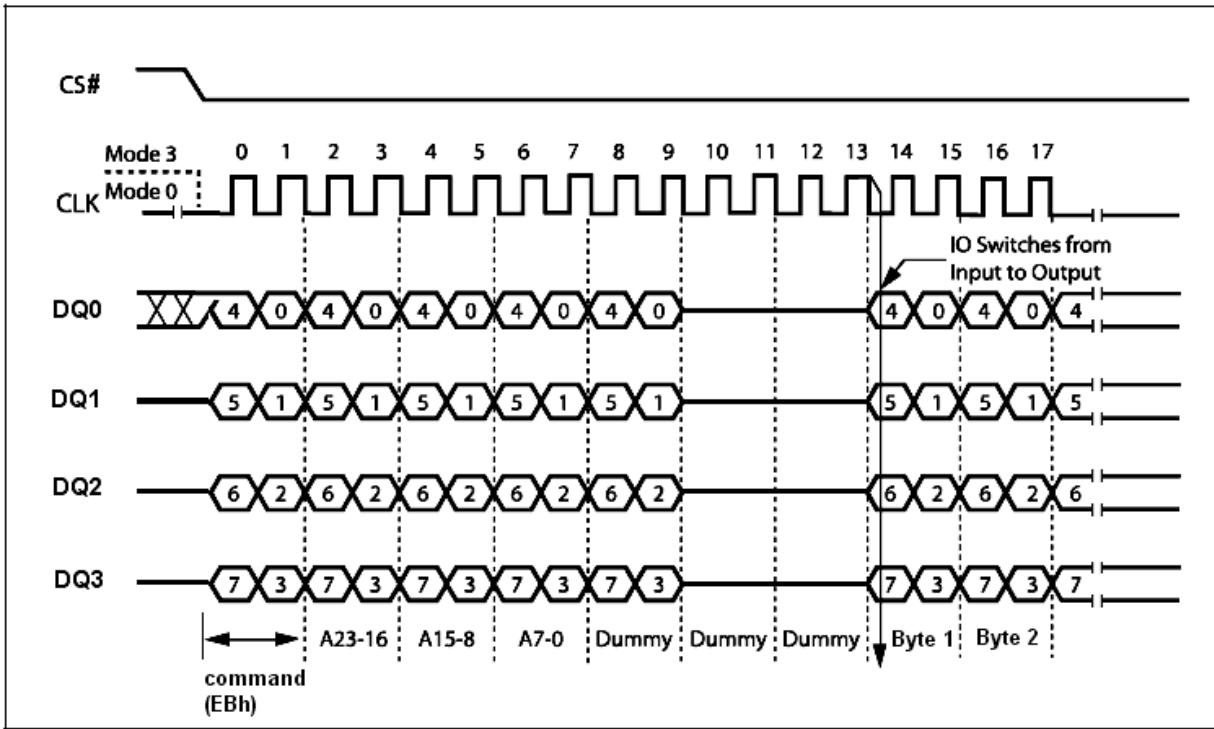 CS#
Mode 3 0 1 2 3 4 5 6 7 8 9 10 11 12 13 14 15 16 17
Mode 0
CLK
IO Switches from
Input to Output
DQ0 4 0 4 0 4 0 4 0 4 0 4 0 4 0 4
DQ1 5 1 5 1 5 1 5 1 5 1 5 1 5 1 5
DQ2 6 2 6 2 6 2 6 2 6 2 6 2 6 2 6
DQ3 7 3 7 3 7 3 7 3 7 3 7 3 7 3 7
A23-16 A15-8 A7-0 Dummy Dummy Dummy Byte 1 Byte 2
command
(EBh)